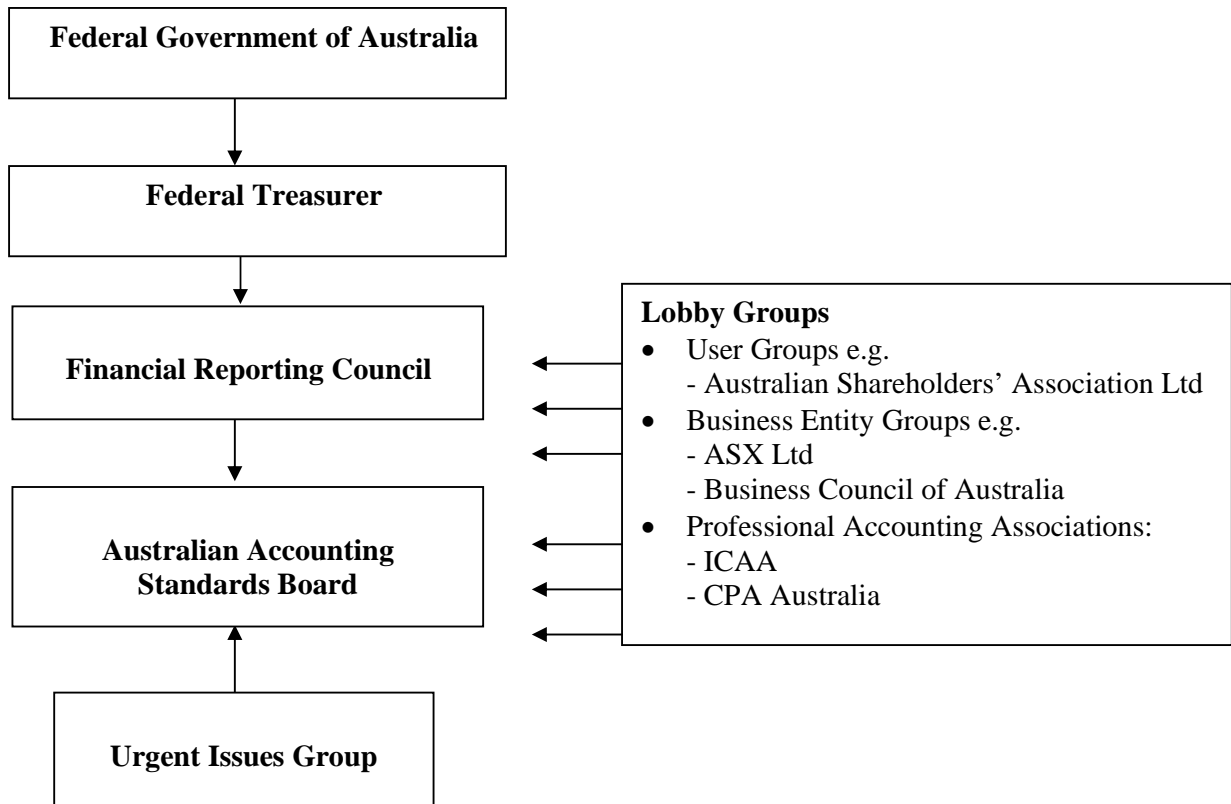 Federal Government of Australia
Federal Treasurer
Financial Reporting Council
Australian Accounting
Standards Board
Urgent Issues Group
Lobby Groups
• User Groups e.g.
- Australian Shareholders’ Association Ltd
• Business Entity Groups e.g.
- ASX Ltd
- Business Council of Australia
• Professional Accounting Associations:
- ICAA
- CPA Australia